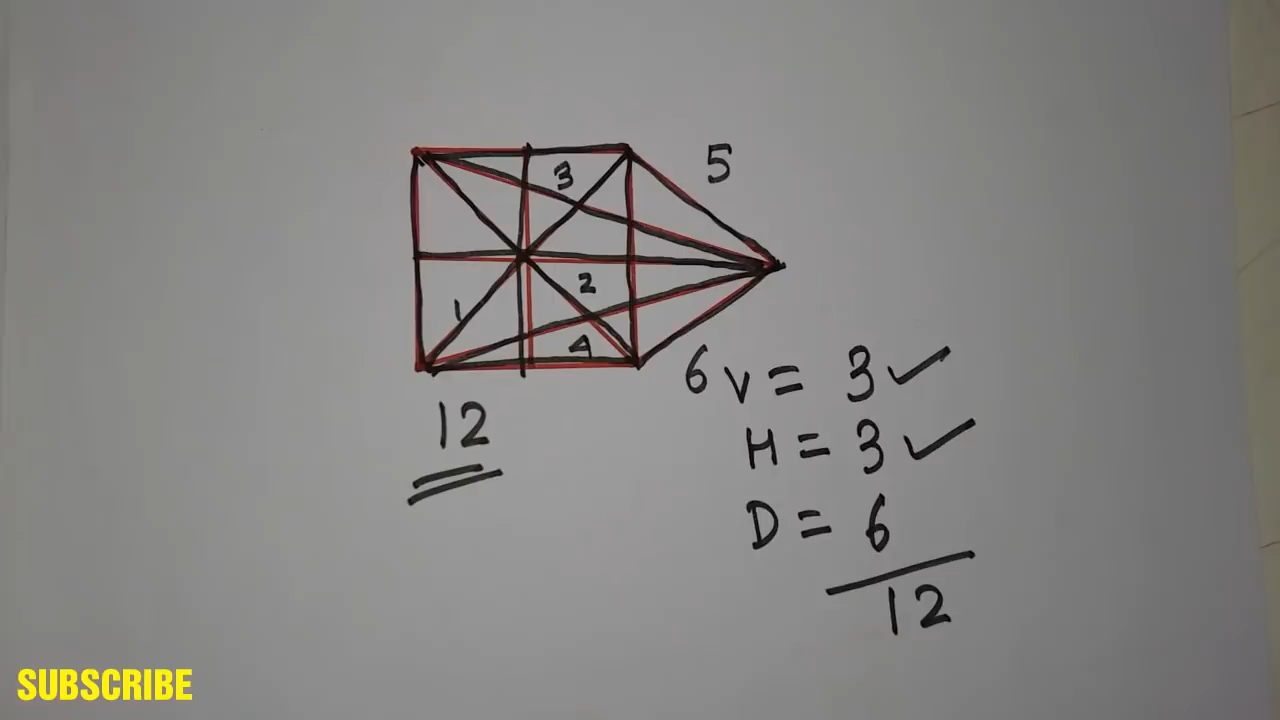 3
5
1
2
4
6
12
V = 3 ✓
H = 3 ✓
D = 6
12
SUBSCRIBE